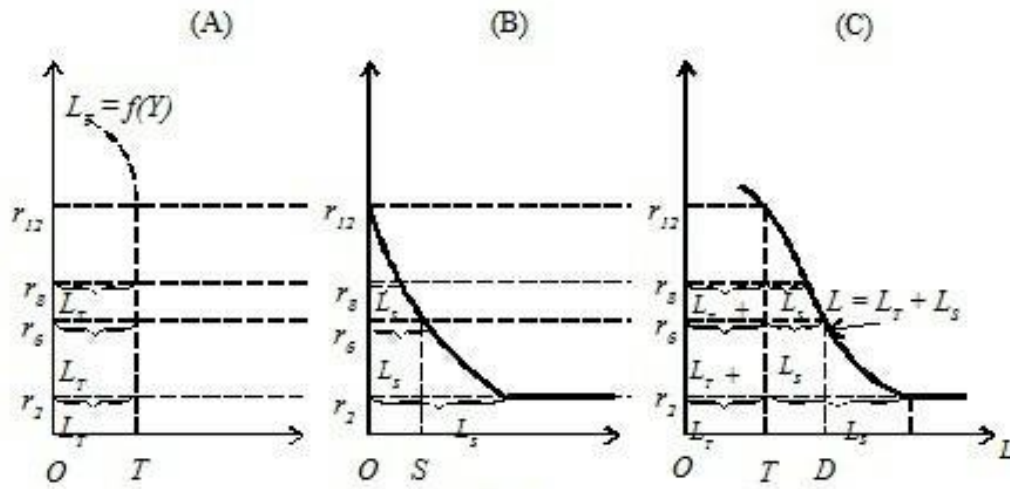 (A) (B) (C)
L_s = f(Y)
r_12 r_12 r_12
r_8 r_8 r_8
L_T L_s L_T + L_s L = L_T + L_S
r_6 r_6 r_6
L_T L_s L_T + L_s
r_2 r_2 r_2
L_T L_s L_T L_s L
O T O S O T D